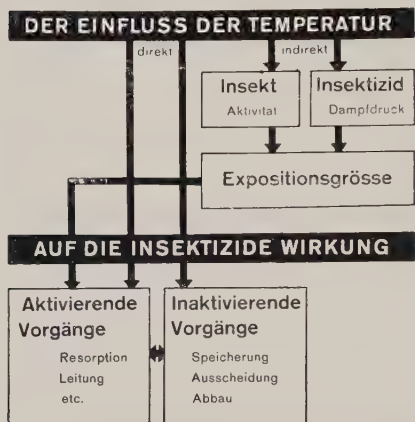 DER EINFLUSS DER TEMPERATUR
direkt
indirekt
Insekt
Aktivität
Insektizid
Dampfdruck
Expositionsgrösse
AUF DIE INSEKTIZIDE WIRKUNG
Aktivierende
Vorgänge
Resorption
Leitung
etc.
Inaktivierende
Vorgänge
Speicherung
Ausscheidung
Abbau